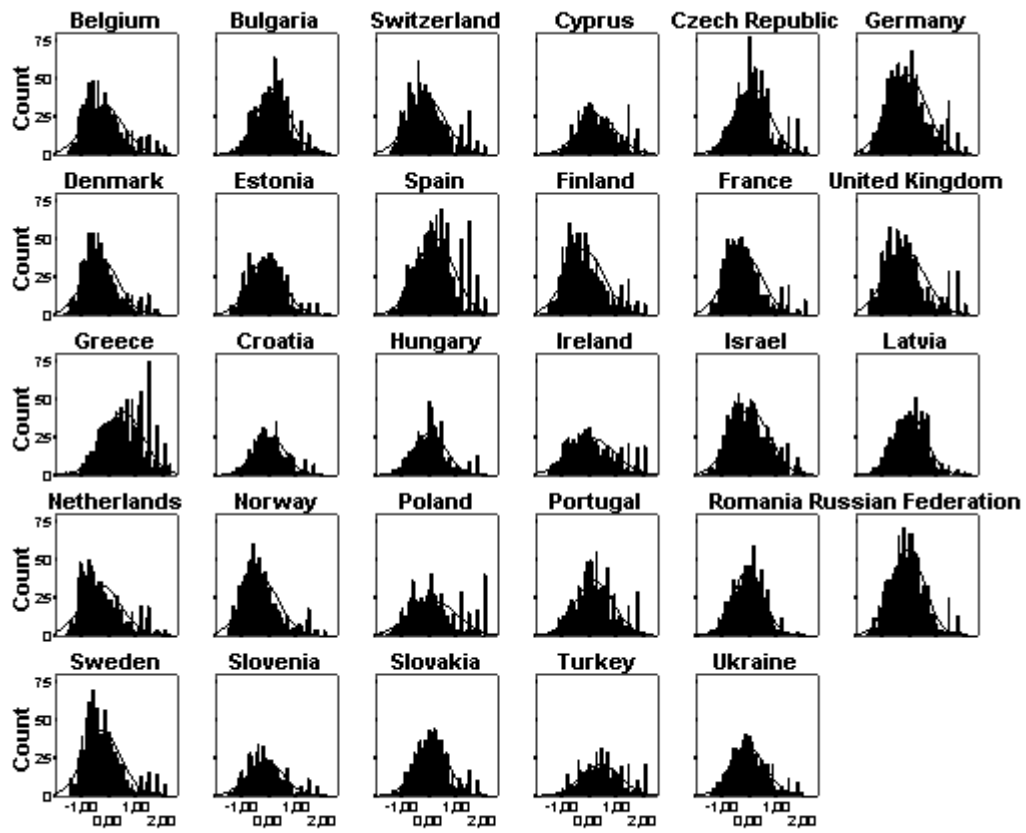 Belgium Bulgaria Switzerland Cyprus Czech Republic Germany
75
50
25
0
Count
Denmark Estonia Spain Finland France United Kingdom
75
50
25
0
Count
Greece Croatia Hungary Ireland Israel Latvia
75
50
25
0
Count
Netherlands Norway Poland Portugal Romania Russian Federation
75
50
25
0
Count
Sweden Slovenia Slovakia Turkey Ukraine
75
50
25
0
Count
-1,00 1,00 -1,00 1,00 -1,00 1,00 -1,00 1,00 -1,00 1,00
0,00 2,00 0,00 2,00 0,00 2,00 0,00 2,00 0,00 2,00